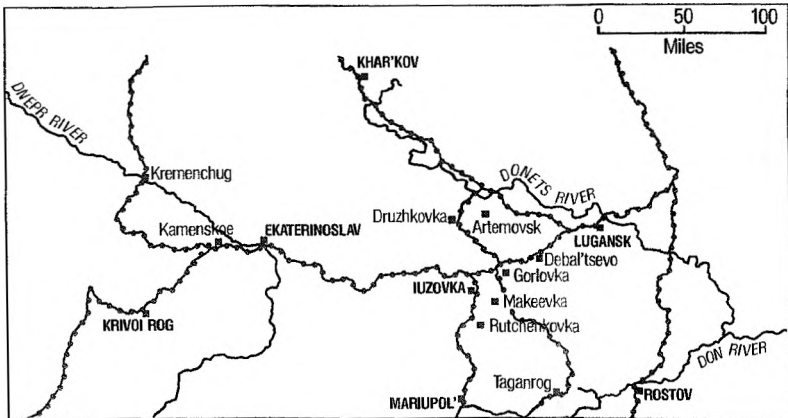 0 50 100
Miles
KHAR'KOV
DNEPR RIVER
Kremenchug
DONETS RIVER
Druzhkovka
Artemovsk
Kamenskoe
EKATERINOSLAV
LUGANSK
Debal'tsevo
Gorlovka
IUZOVKA
Makeevka
KRIVOI ROG
Rutchenkovka
DON RIVER
Taganrog
MARIUPOL'
ROSTOV